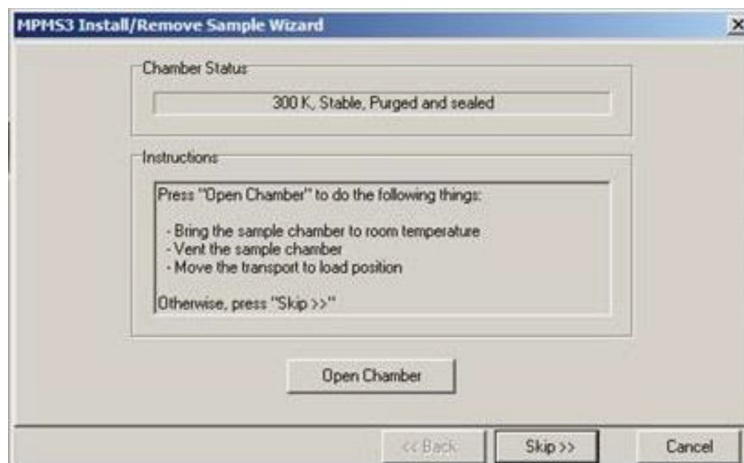 MPMS3 Install/Remove Sample Wizard
Chamber Status
300 K, Stable, Purged and sealed
Instructions
Press "Open Chamber" to do the following things:
- Bring the sample chamber to room temperature
- Vent the sample chamber
- Move the transport to load position
Otherwise, press "Skip >>"
Open Chamber
<< Back
Skip >>
Cancel